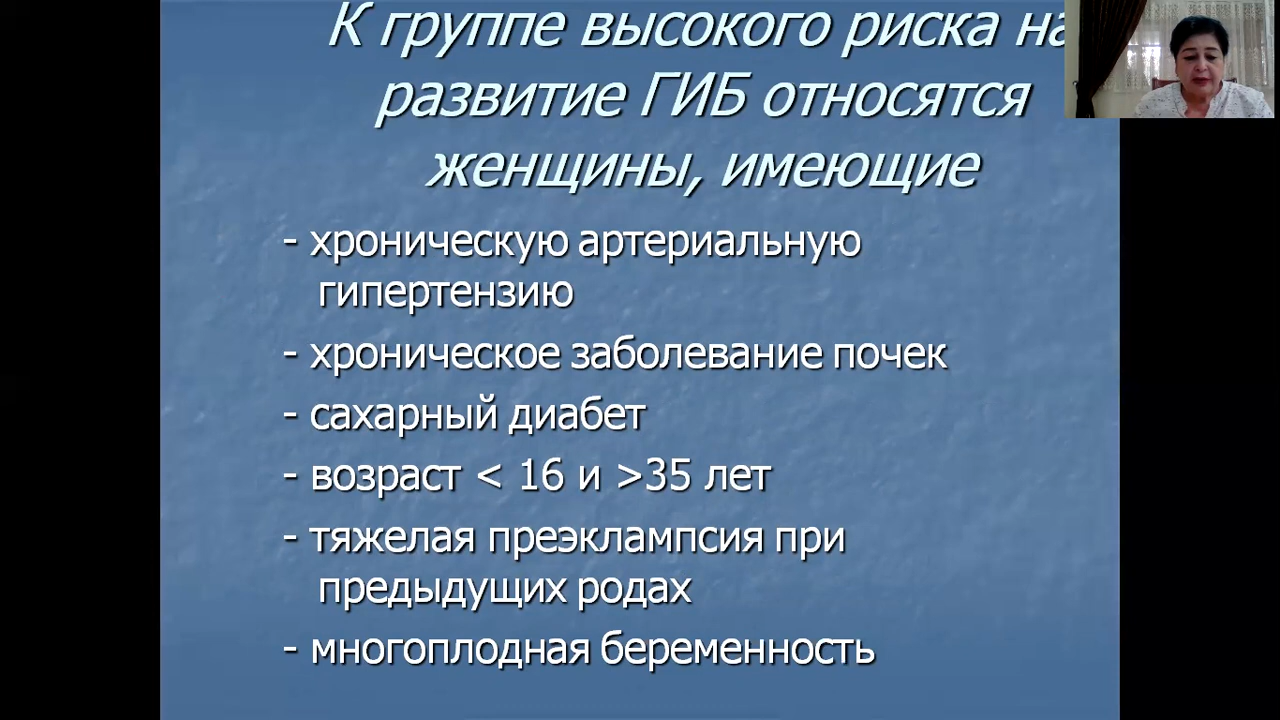 К группе высокого риска на
развитие ГИБ относятся
женщины, имеющие
- хроническую артериальную
гипертензию
- хроническое заболевание почек
- сахарный диабет
- возраст < 16 и >35 лет
- тяжелая преэклампсия при
предыдущих родах
- многоплодная беременность